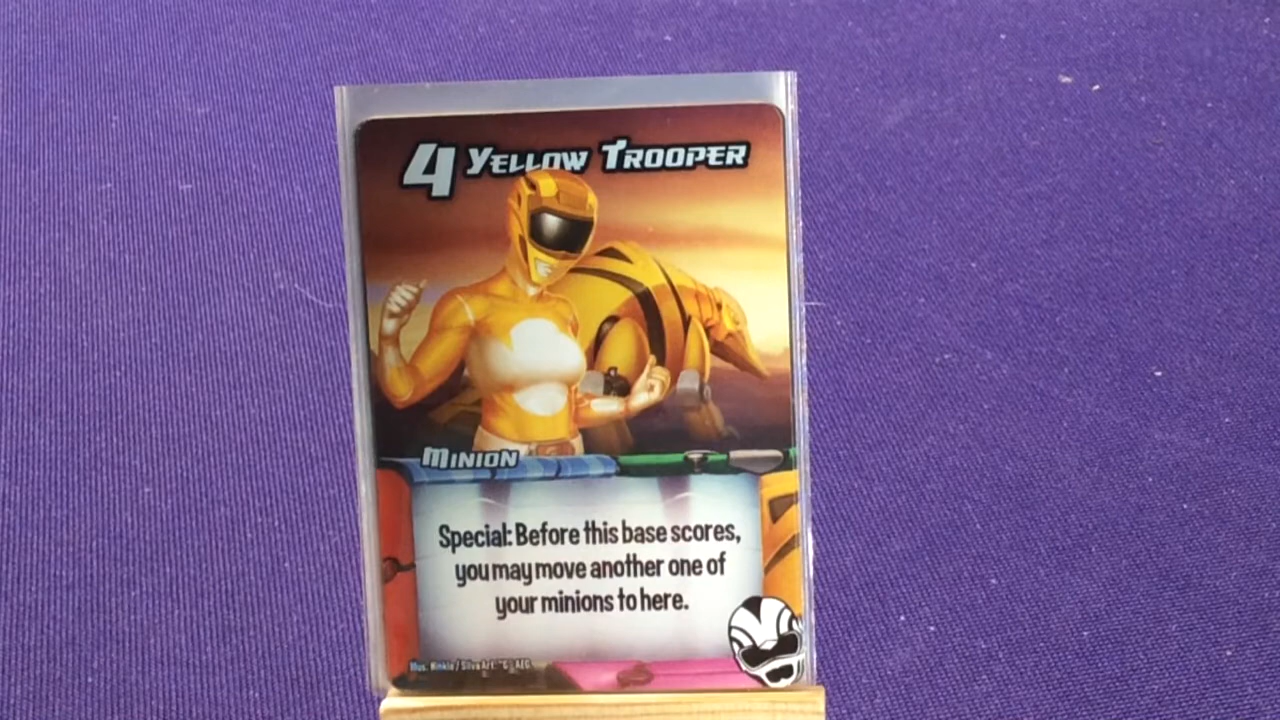 4 Yellow Trooper
Minion
Special: Before this base scores,
you may move another one of
your minions to here.